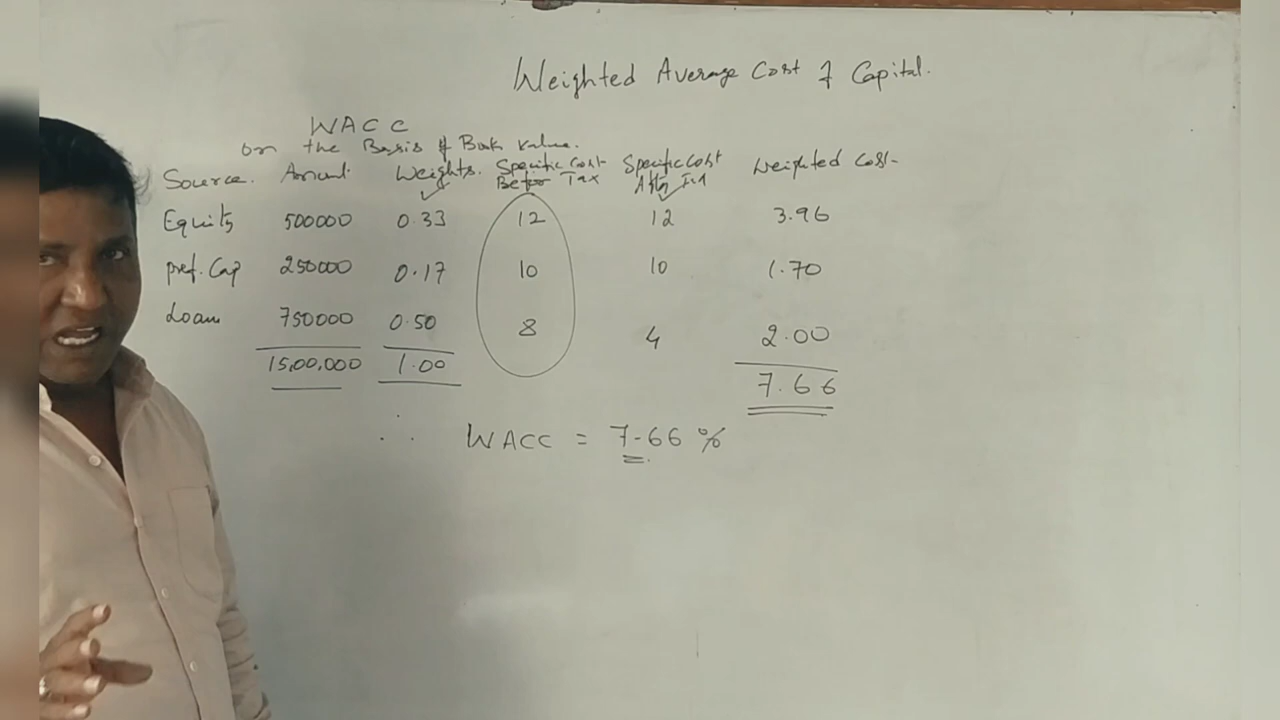 Weighted Average Cost of Capital.
WACC
on the Basis of Book Value.
Source. Amount Weights. Specific Cost Before Tax Specific Cost After Tax Weighted Cost
Equity 500000 0.33 12 12 3.96
pref. Cap 250000 0.17 10 10 1.70
Loan 750000 0.50 8 4 2.00
15,00,000 1.00 7.66
∴ WACC = 7.66 %